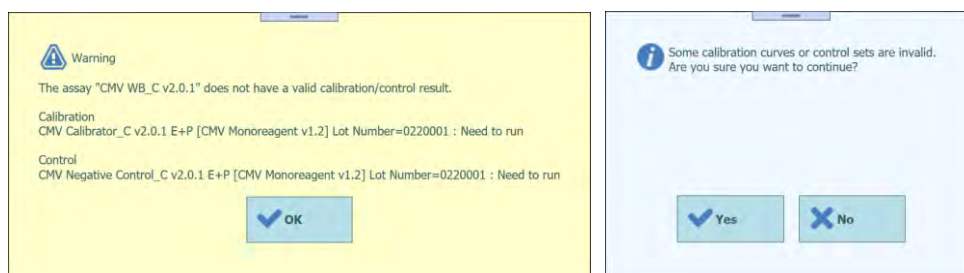 Warning
The assay "CMV WB_C v2.0.1" does not have a valid calibration/control result.
Calibration
CMV Calibrator_C v2.0.1 E+P [CMV Monoreagent v1.2] Lot Number=0220001 : Need to run
Control
CMV Negative Control_C v2.0.1 E+P [CMV Monoreagent v1.2] Lot Number=0220001 : Need to run
OK
Some calibration curves or control sets are invalid.
Are you sure you want to continue?
Yes
No